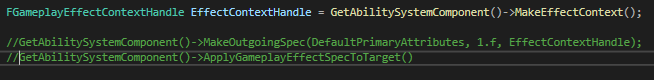 FGameplayEffectContextHandle EffectContextHandle = GetAbilitySystemComponent()->MakeEffectContext();
//GetAbilitySystemComponent()->MakeOutgoingSpec(DefaultPrimaryAttributes, 1.f, EffectContextHandle);
//GetAbilitySystemComponent()->ApplyGameplayEffectSpecToTarget()